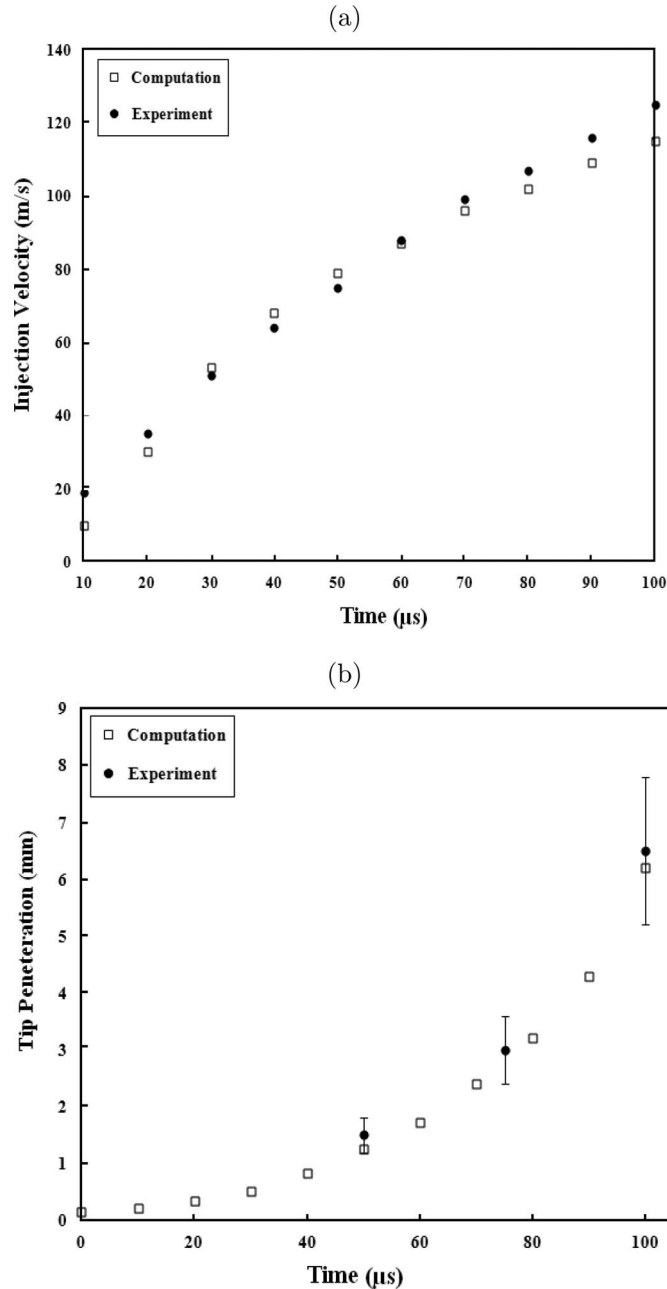 (a)
140
120
100
80
60
40
20
0
Injection Velocity (m/s)
Computation
Experiment
10 20 30 40 50 60 70 80 90 100
Time (μs)
(b)
9
8
7
6
5
4
3
2
1
0
Tip Peneteration (mm)
Computation
Experiment
0 20 40 60 80 100
Time (μs)